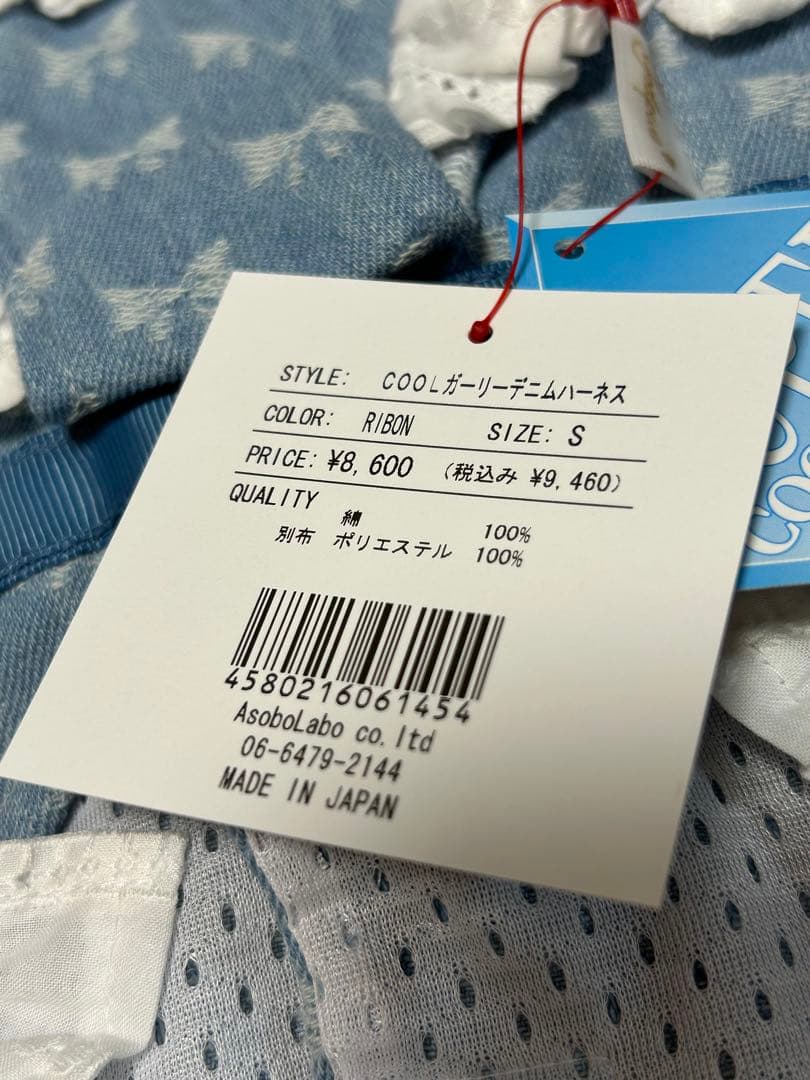 STYLE: COOLガーリーデニムハーネス
COLOR: RIBON SIZE: S
PRICE: ¥8,600 (税込み ¥9,460)
QUALITY
綿 100%
別布 ポリエステル 100%
4580216061454
AsoboLabo co.ltd
06-6479-2144
MADE IN JAPAN